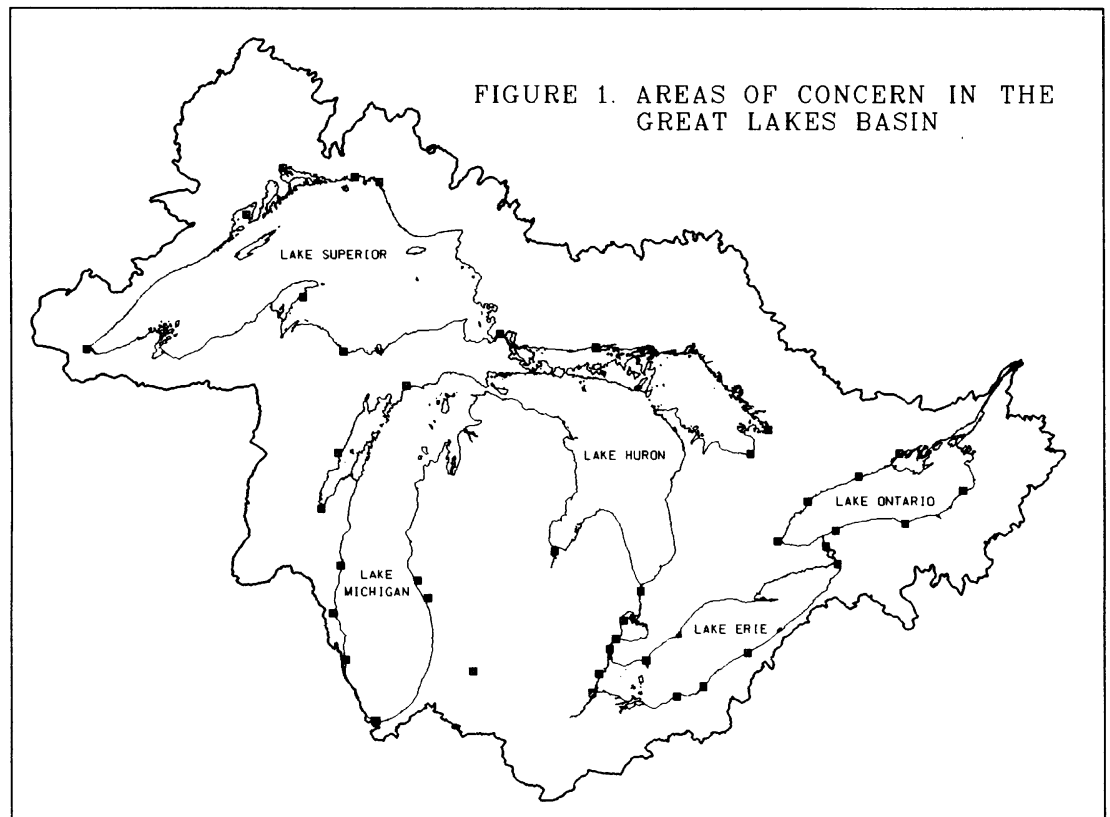 FIGURE 1. AREAS OF CONCERN IN THE
GREAT LAKES BASIN
LAKE SUPERIOR
LAKE HURON
LAKE ONTARIO
LAKE
MICHIGAN
LAKE ERIE